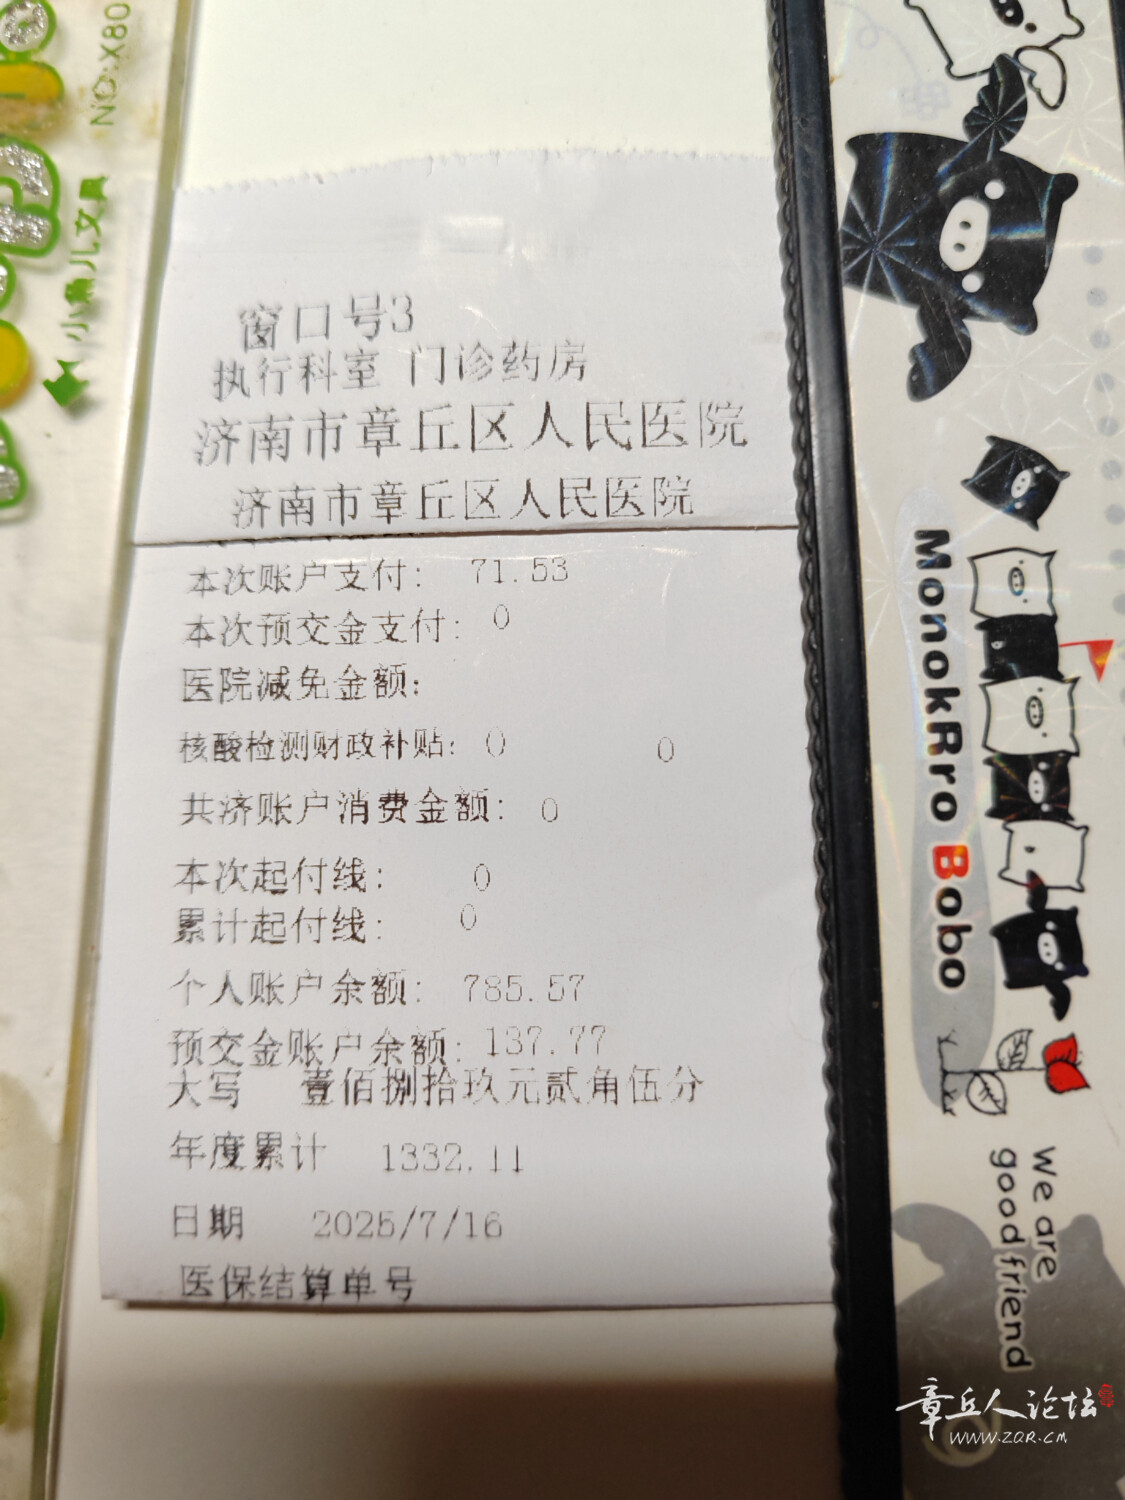 NO:X80
小鱼儿文具
窗口号3
执行科室 门诊药房
济南市章丘区人民医院
济南市章丘区人民医院
本次账户支付: 71.53
本次预交金支付: 0
医院减免金额:
核酸检测财政补贴: 0 0
共济账户消费金额: 0
本次起付线: 0
累计起付线: 0
个人账户余额: 785.57
预交金账户余额: 137.77
大写 壹佰捌拾玖元贰角伍分
年度累计 1332.11
日期 2025/7/16
医保结算单号
MonokRro Bobo
We are
good friend
章丘人论坛
www.ZQR.CM